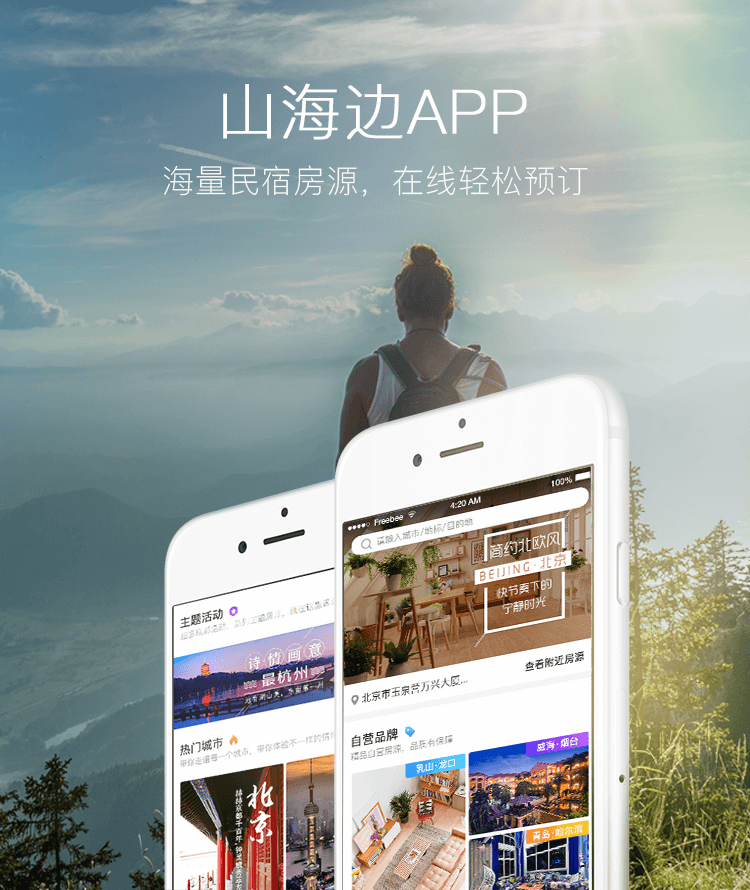 山海边APP
海量民宿房源，在线轻松预订
Freebee
4:20 AM
100%
请输入城市/地标/目的地
简约北欧风
BEIJING·北京
快节奏下的
宁静时光
北京市玉泉营万兴大厦...
查看附近房源
自营品牌
精品自营房源，品质有保障
乳山·龙口
威海·烟台
青岛·哈尔滨
主题活动
诗情画意
最杭州
热门城市
带你走遍每一个城市，带你体验不一样的情怀
北京